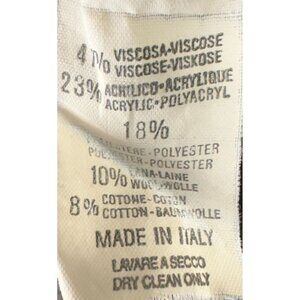 41% VISCOSA-VISCOSE
VISCOSE-VISKOSE
23% ACRILICO-ACRYLIQUE
ACRYLIC-POLYACRYL
18%
POLYESTER-POLYESTER
10% LANA-LAINE
WOOL-WOLLE
8% COTONE-COTON
COTTON-BAUMWOLLE
MADE IN ITALY
LAVARE A SECCO
DRY CLEAN ONLY